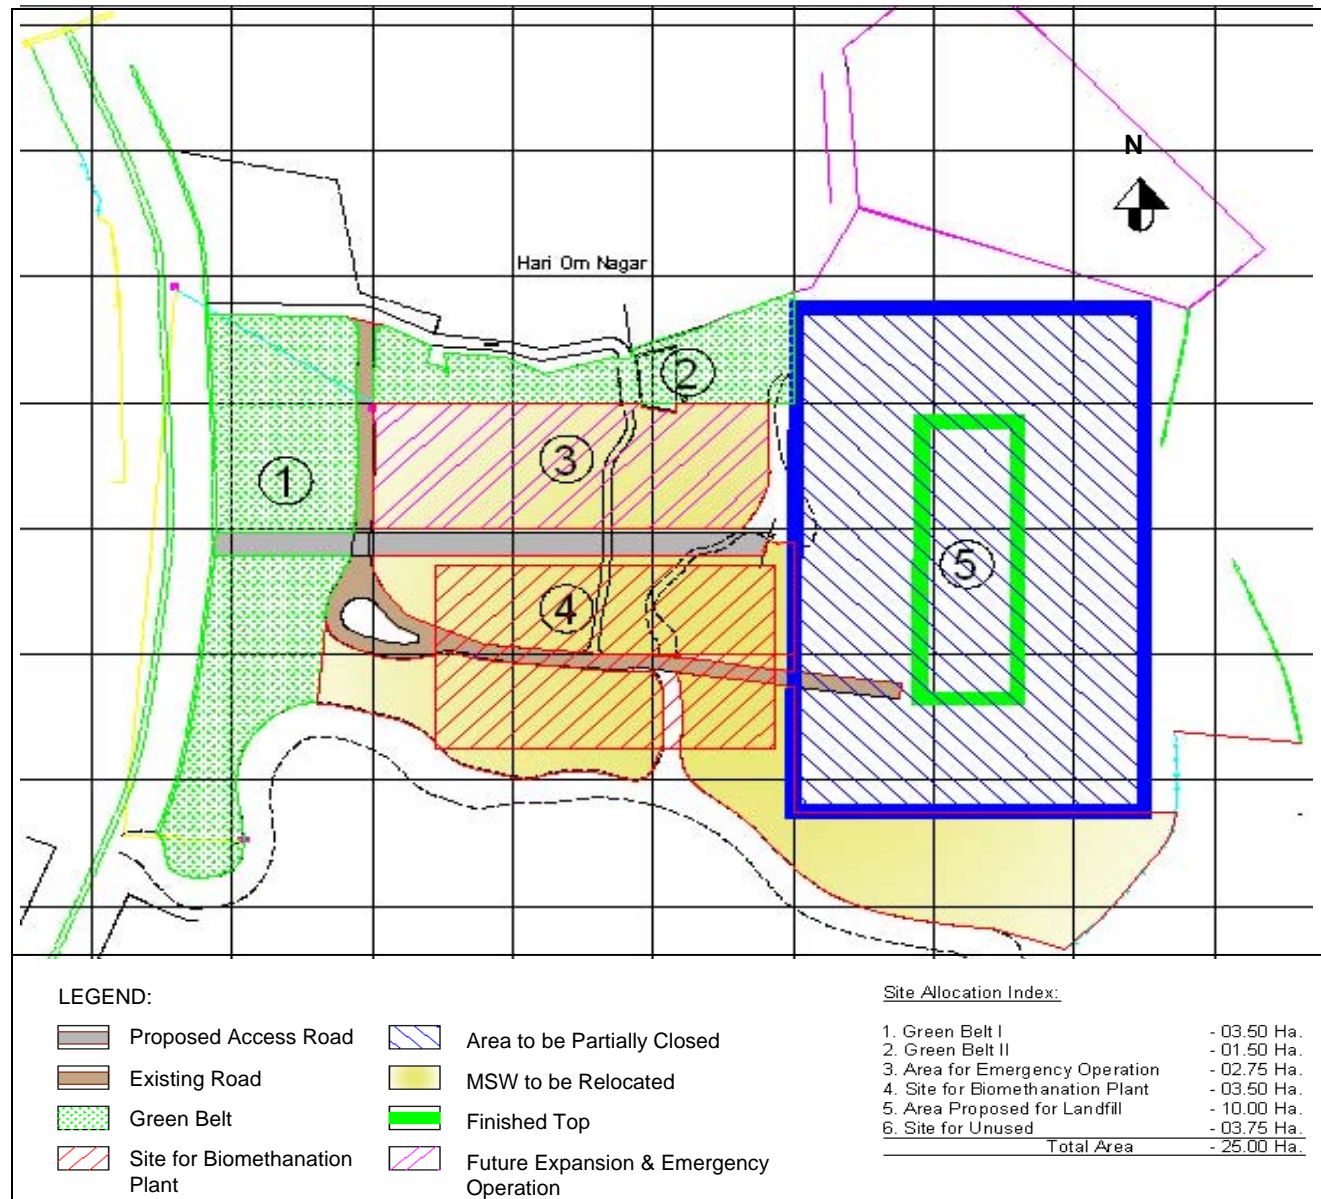 N
Hari Om Nagar
2
3
1
5
4
LEGEND:
Proposed Access Road
Existing Road
Green Belt
Site for Biomethanation
Plant
Area to be Partially Closed
MSW to be Relocated
Finished Top
Future Expansion & Emergency
Operation
Site Allocation Index:
1. Green Belt I - 03.50 Ha.
2. Green Belt II - 01.50 Ha.
3. Area for Emergency Operation - 02.75 Ha.
4. Site for Biomethanation Plant - 03.50 Ha.
5. Area Proposed for Landfill - 10.00 Ha.
6. Site for Unused - 03.75 Ha.
Total Area - 25.00 Ha.